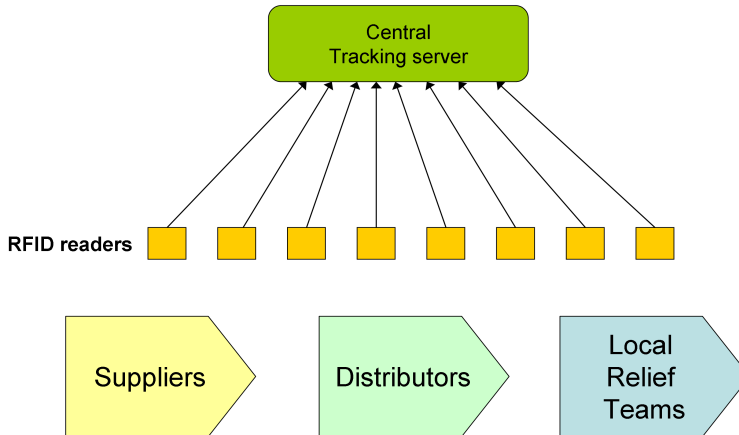 Central
Tracking server
RFID readers
Suppliers
Distributors
Local
Relief
Teams